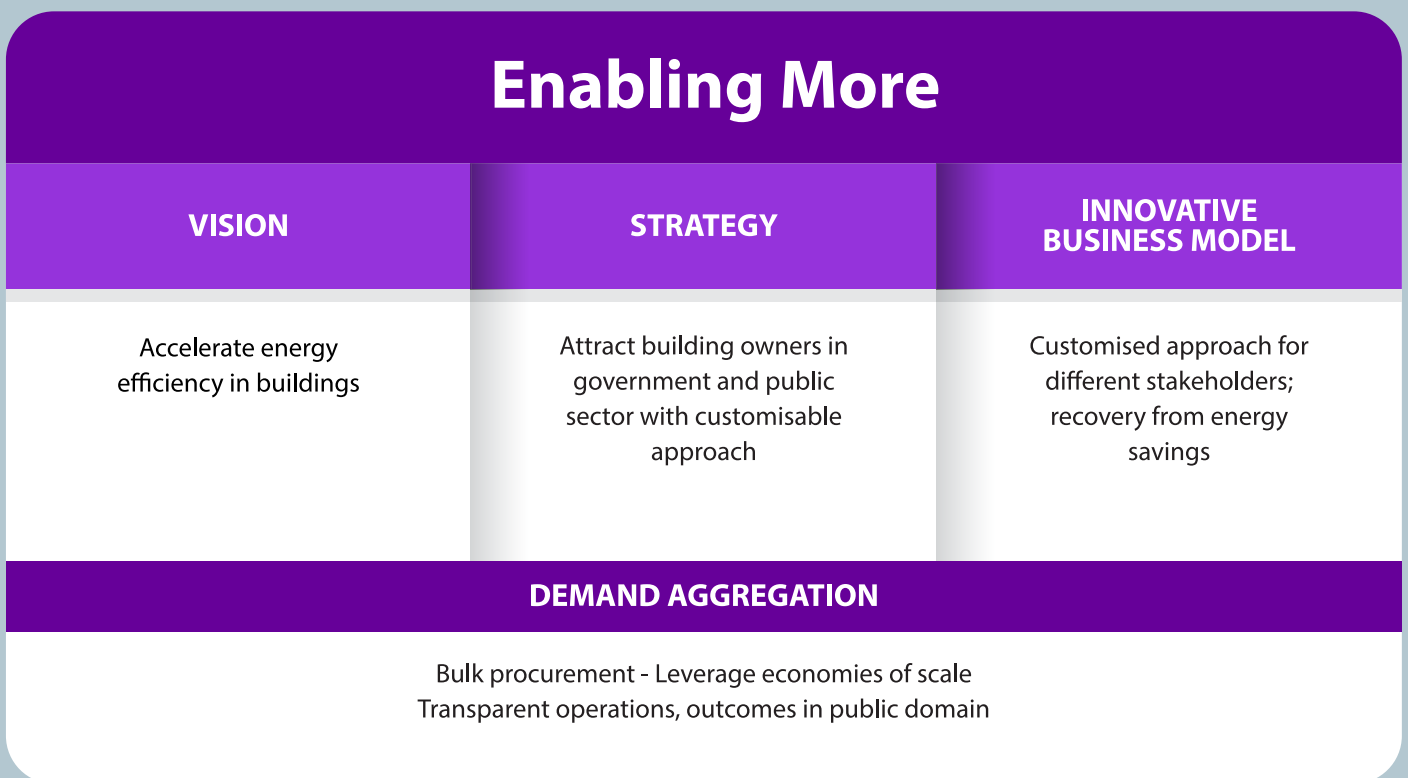 Enabling More
VISION
STRATEGY
INNOVATIVE
BUSINESS MODEL
Accelerate energy
efficiency in buildings
Attract building owners in
government and public
sector with customisable
approach
Customised approach for
different stakeholders;
recovery from energy
savings
DEMAND AGGREGATION
Bulk procurement - Leverage economies of scale
Transparent operations, outcomes in public domain